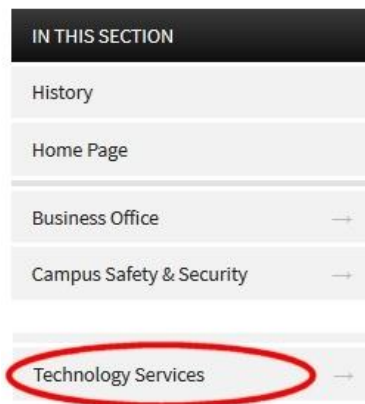 IN THIS SECTION
History
Home Page
Business Office →
Campus Safety & Security →
Technology Services →